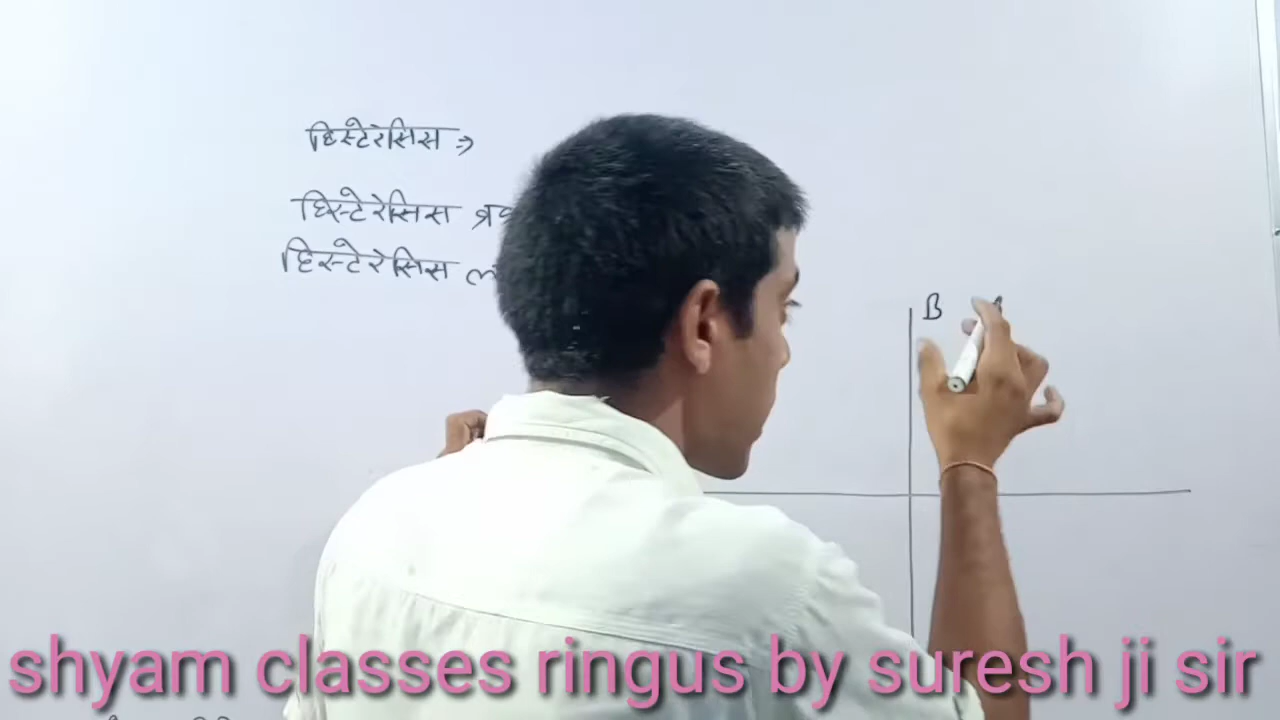 हिस्टेरेसिस ⇒
हिस्टेरेसिस
हिस्टेरेसिस
B
shyam classes ringus by suresh ji sir